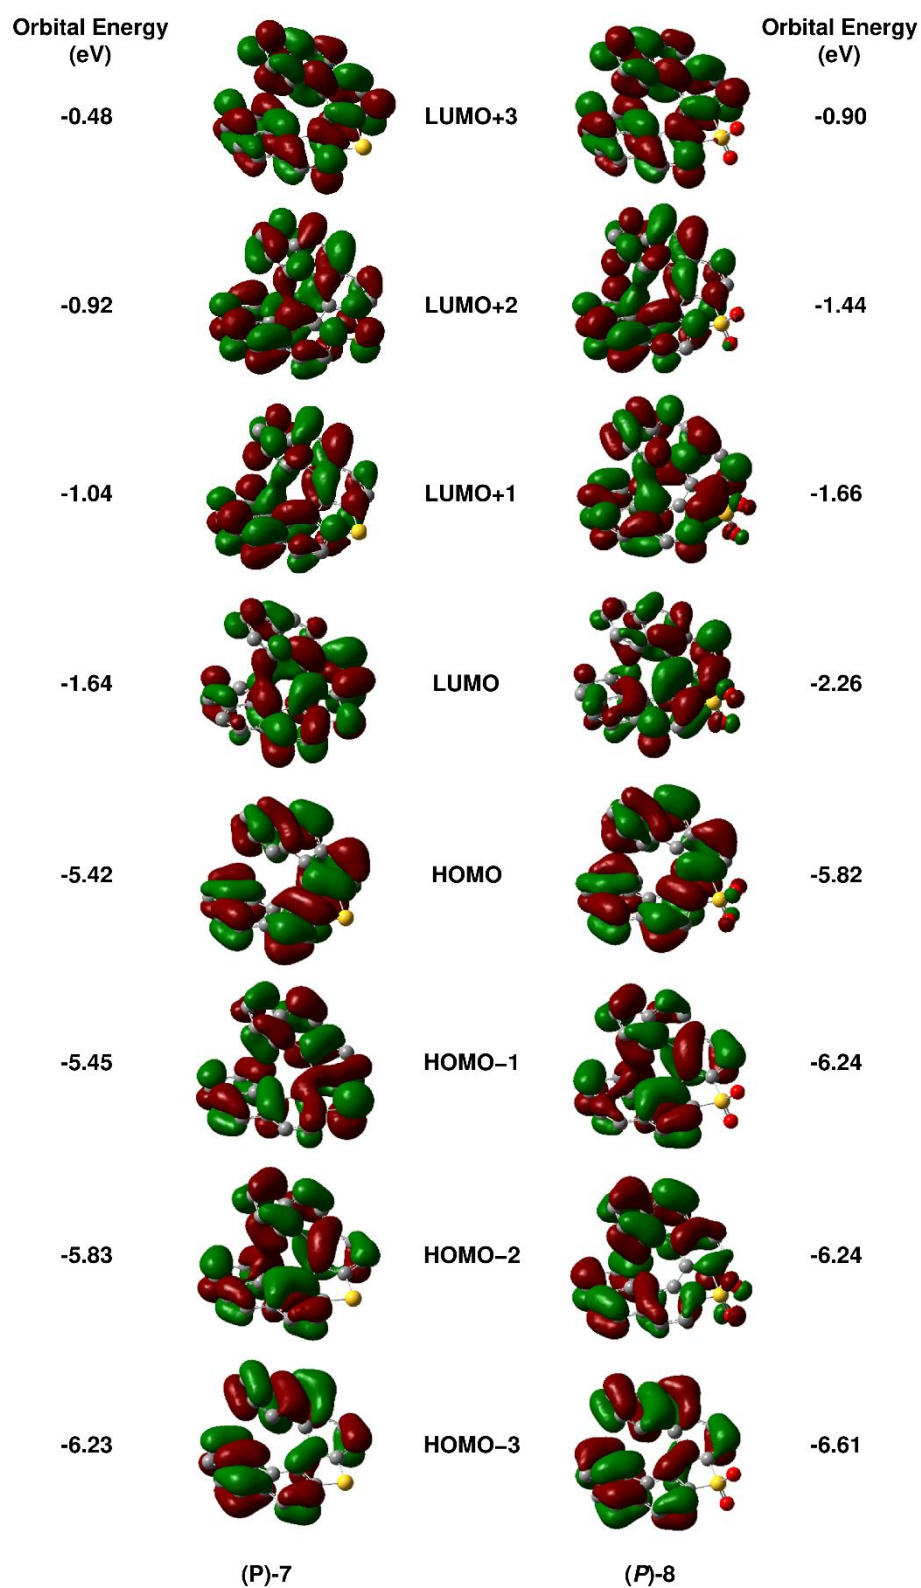 Orbital Energy Orbital Energy
(eV) (eV)
-0.48 LUMO+3 -0.90
-0.92 LUMO+2 -1.44
-1.04 LUMO+1 -1.66
-1.64 LUMO -2.26
-5.42 HOMO -5.82
-5.45 HOMO−1 -6.24
-5.83 HOMO−2 -6.24
-6.23 HOMO−3 -6.61
(P)-7 (P)-8